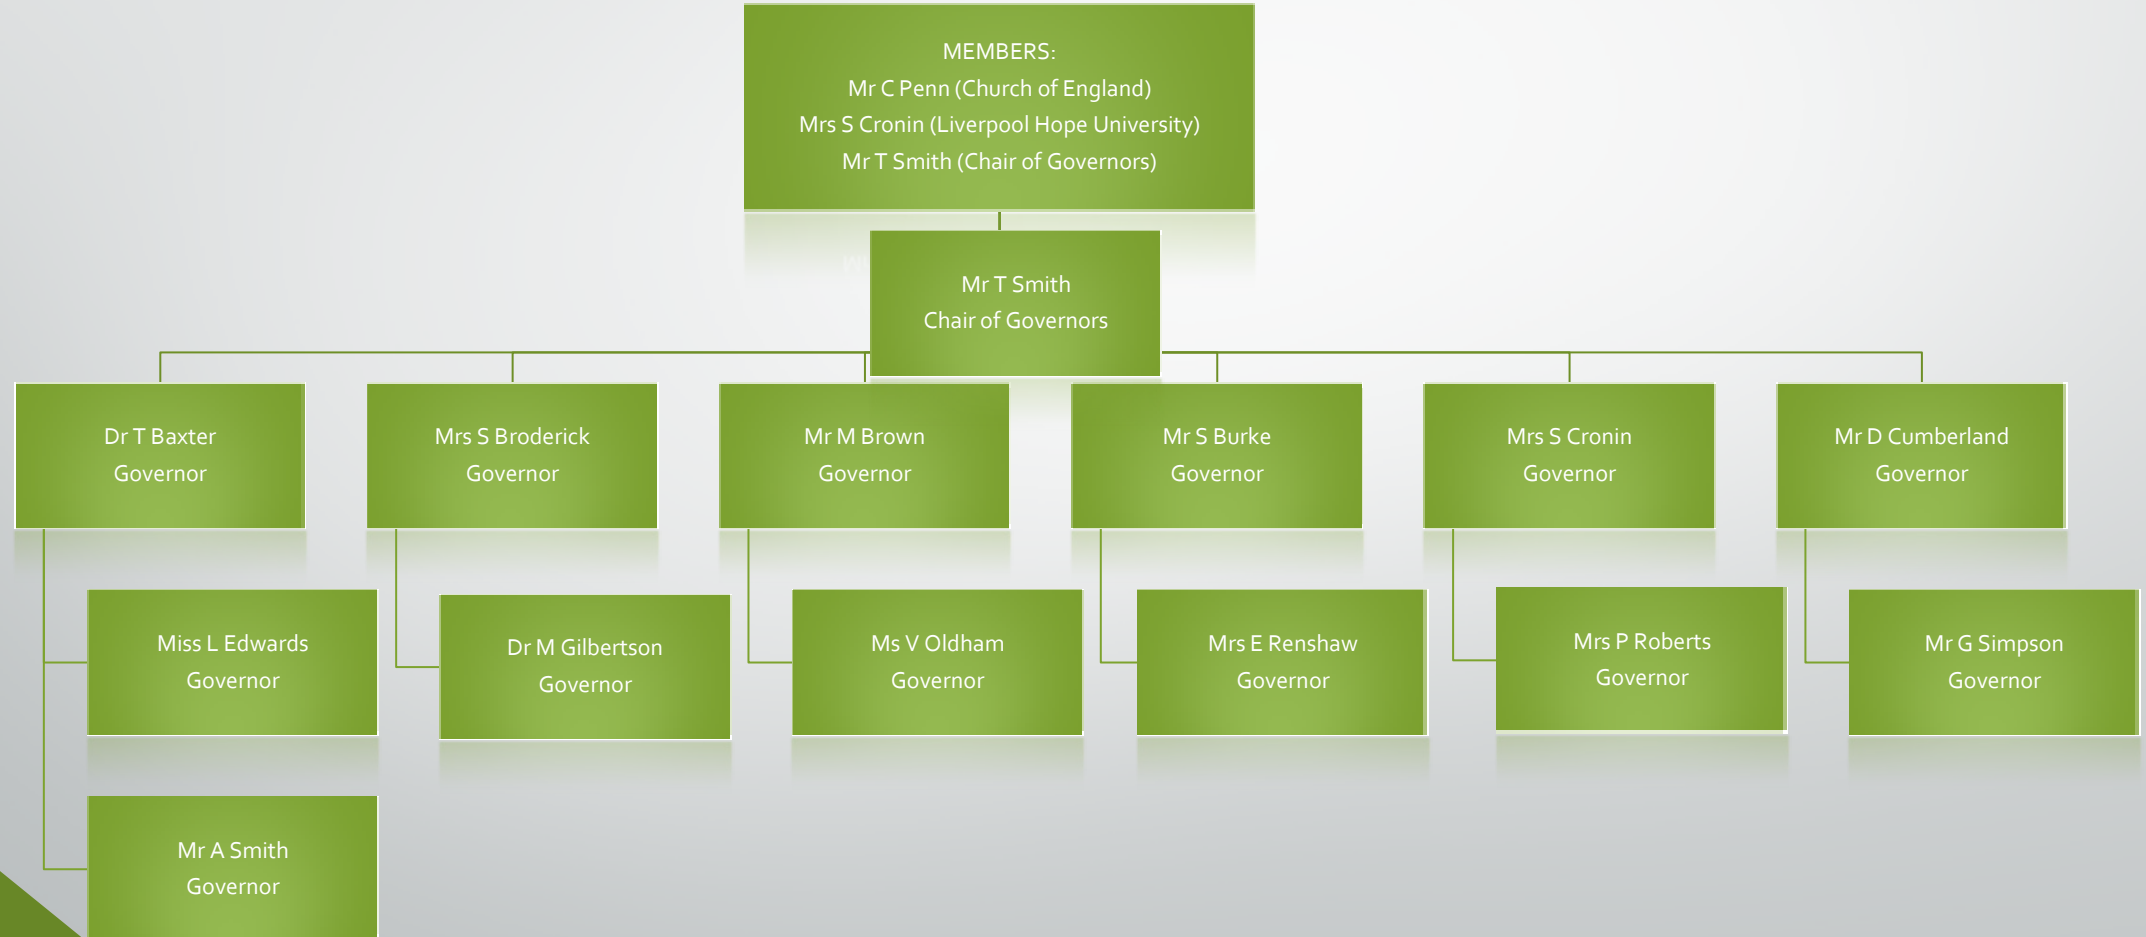 MEMBERS:
Mr C Penn (Church of England)
Mrs S Cronin (Liverpool Hope University)
Mr T Smith (Chair of Governors)
Mr T Smith
Chair of Governors
Dr T Baxter
Governor
Mrs S Broderick
Governor
Mr M Brown
Governor
Mr S Burke
Governor
Mrs S Cronin
Governor
Mr D Cumberland
Governor
Miss L Edwards
Governor
Dr M Gilbertson
Governor
Ms V Oldham
Governor
Mrs E Renshaw
Governor
Mrs P Roberts
Governor
Mr G Simpson
Governor
Mr A Smith
Governor